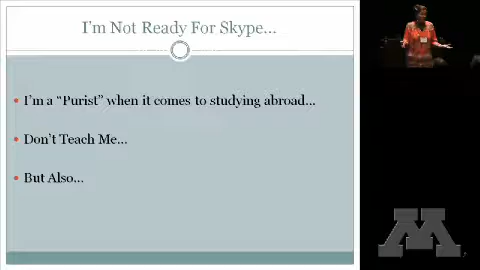 I'm Not Ready For Skype...
I'm a "Purist" when it comes to studying abroad...
Don't Teach Me...
But Also...
M